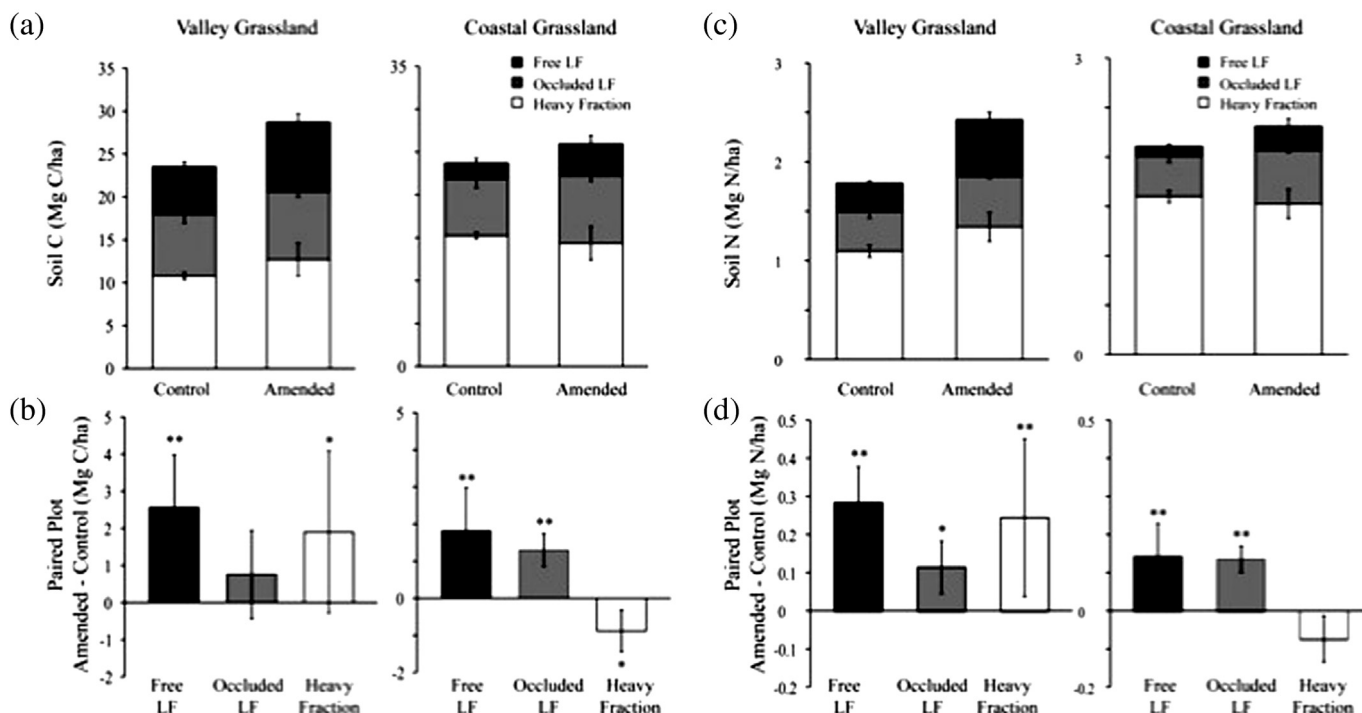 (a)
Valley Grassland
Coastal Grassland
Free LF
Occluded LF
Heavy Fraction
Soil C (Mg C/ha)
35
30
25
20
15
10
5
0
35
0
Control
Amended
Control
Amended
(c)
Valley Grassland
Coastal Grassland
Free LF
Occluded LF
Heavy Fraction
Soil N (Mg N/ha)
3
2
1
0
3
0
Control
Amended
Control
Amended
(b)
Paired Plot
Amended - Control (Mg C/ha)
5
4
3
2
1
0
-1
-2
**
*
5
0
-2
**
**
*
Free
LF
Occluded
LF
Heavy
Fraction
Free
LF
Occluded
LF
Heavy
Fraction
(d)
Paired Plot
Amended - Control (Mg N/ha)
0.5
0.4
0.3
0.2
0.1
0
-0.1
-0.2
**
*
**
0.5
0
-0.2
**
**
Free
LF
Occluded
LF
Heavy
Fraction
Free
LF
Occluded
LF
Heavy
Fraction